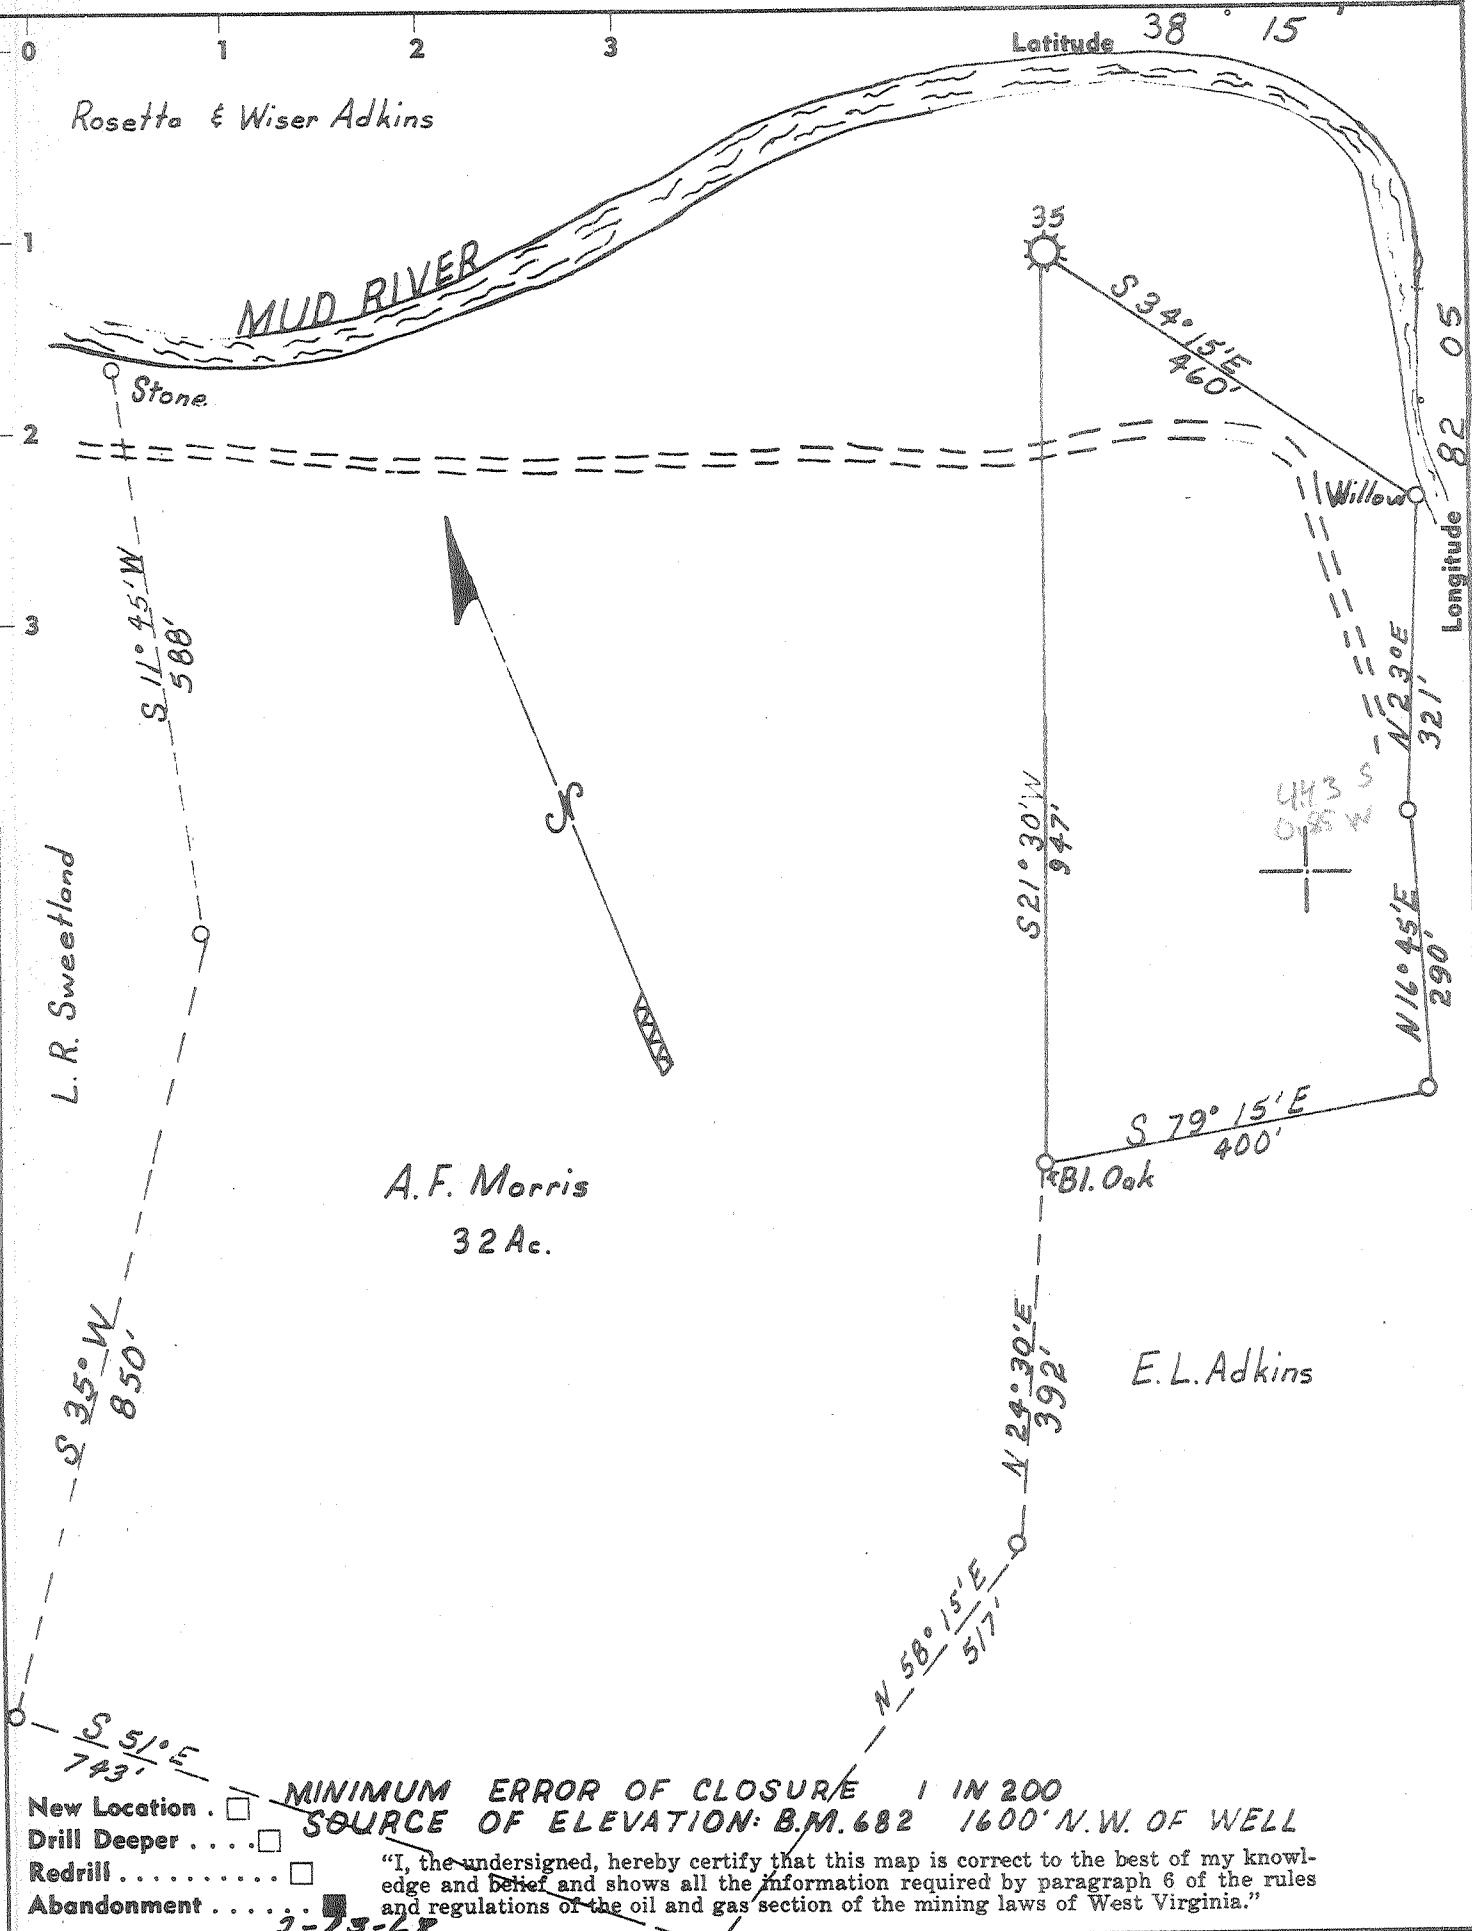 0 1 2 3
Latitude 38° 15'
Rosetta & Wiser Adkins
35
1
MUD RIVER
S 34° 15' E
460'
Longitude 82° 05
Stone
2
Willow
S 11° 45' W
588'
3
N 23° E
321'
S 21° 30' W
947'
443 S
W
L. R. Sweetland
N 16° 45' E
290'
S 79° 15' E
400'
Bl. Oak
A. F. Morris
32 Ac.
S 35° W
850'
N 24° 30' E
392'
E. L. Adkins
N 58° 15' E
517'
S 51° E
743'
MINIMUM ERROR OF CLOSURE 1 IN 200
SOURCE OF ELEVATION: B.M. 682 1600' N.W. OF WELL
New Location . □
Drill Deeper . . . . □
Redrill . . . . . . . . . . □
Abandonment . . . . . . ■
"I, the undersigned, hereby certify that this map is correct to the best of my knowl-
edge and belief and shows all the information required by paragraph 6 of the rules
and regulations of the oil and gas section of the mining laws of West Virginia."